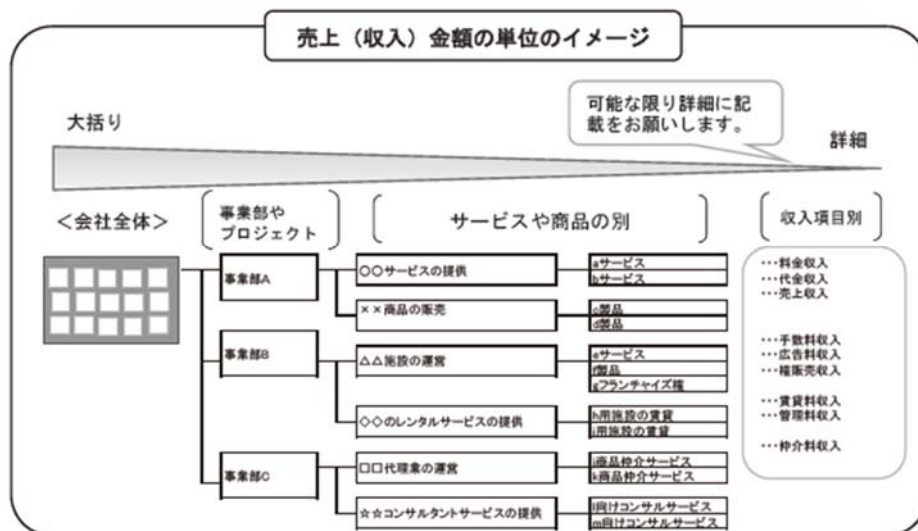 売上（収入）金額の単位のイメージ
可能な限り詳細に記
載をお願いします。
大括り
詳細
＜会社全体＞
事業部や
プロジェクト
サービスや商品の別
収入項目別
事業部A
○○サービスの提供
aサービス
bサービス
××商品の販売
c製品
d製品
事業部B
△△施設の運営
eサービス
f製品
gフランチャイズ権
◇◇のレンタルサービスの提供
h用施設の賃貸
i用施設の賃貸
事業部C
□□代理業の運営
j商品仲介サービス
k商品仲介サービス
☆☆コンサルタントサービスの提供
l向けコンサルサービス
m向けコンサルサービス
…料金収入
…代金収入
…売上収入
…手数料収入
…広告料収入
…権販売収入
…賃貸料収入
…管理料収入
…仲介料収入